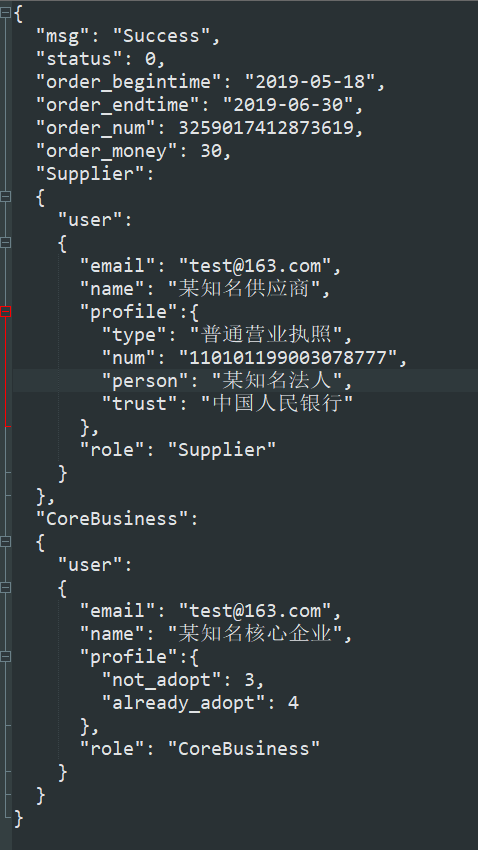 {
  "msg": "Success",
  "status": 0,
  "order_begintime": "2019-05-18",
  "order_endtime": "2019-06-30",
  "order_num": 3259017412873619,
  "order_money": 30,
  "Supplier":
  {
    "user":
    {
      "email": "test@163.com",
      "name": "某知名供应商",
      "profile":{
        "type": "普通营业执照",
        "num": "110101199003078777",
        "person": "某知名法人",
        "trust": "中国人民银行"
      },
      "role": "Supplier"
    }
  },
  "CoreBusiness":
  {
    "user":
    {
      "email": "test@163.com",
      "name": "某知名核心企业",
      "profile":{
        "not_adopt": 3,
        "already_adopt": 4
      },
      "role": "CoreBusiness"
    }
  }
}